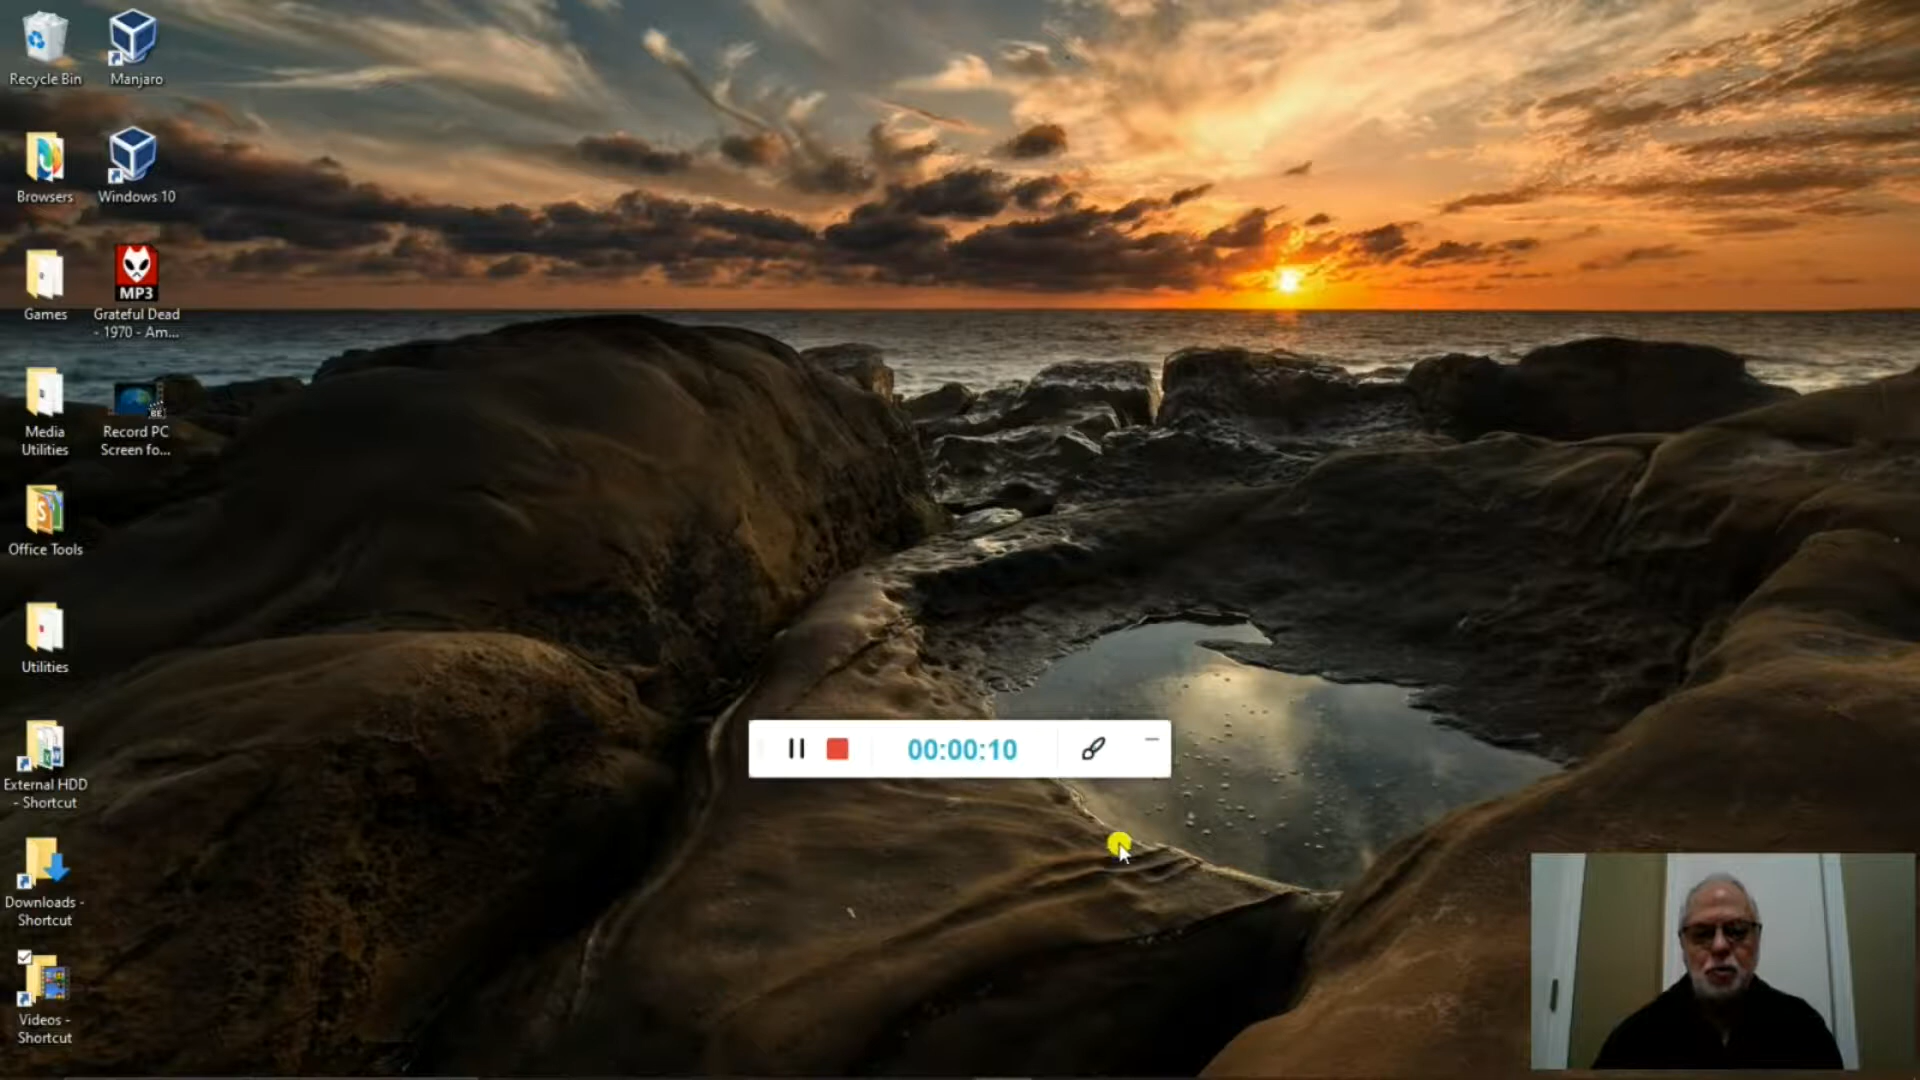 Recycle Bin
Manjaro
Browsers
Windows 10
Games
MP3
Grateful Dead
- 1970 - Am...
Media
Utilities
Record PC
Screen fo...
Office Tools
Utilities
External HDD
- Shortcut
Downloads -
Shortcut
Videos -
Shortcut
00:00:10